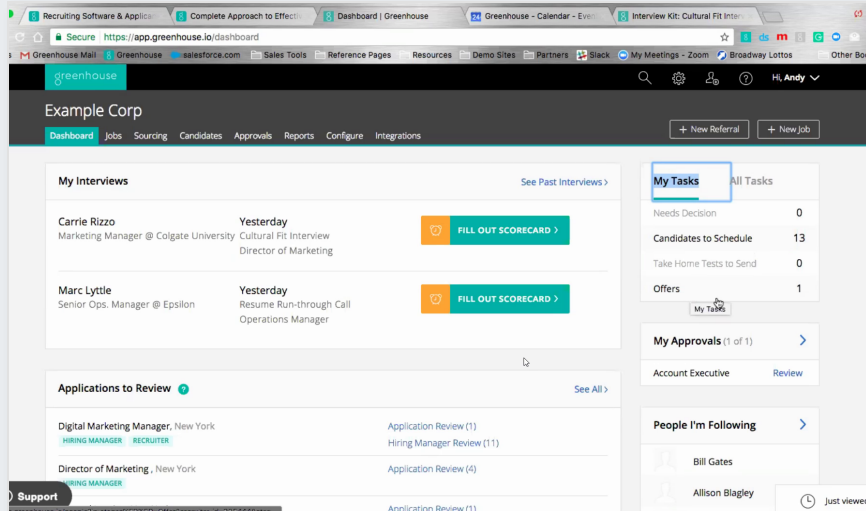 Recruiting Software & Applican
Complete Approach to Effectiv
Dashboard | Greenhouse
Greenhouse - Calendar - Even
Interview Kit: Cultural Fit Interv
Secure https://app.greenhouse.io/dashboard
Greenhouse Mail Greenhouse salesforce.com Sales Tools Reference Pages Resources Demo Sites Partners Slack My Meetings - Zoom Broadway Lottos Other Boo
greenhouse
Hi, Andy
Example Corp
Dashboard Jobs Sourcing Candidates Approvals Reports Configure Integrations
+ New Referral + New Job
My Interviews
See Past Interviews >
Carrie Rizzo
Marketing Manager @ Colgate University
Yesterday
Cultural Fit Interview
Director of Marketing
FILL OUT SCORECARD >
Marc Lyttle
Senior Ops. Manager @ Epsilon
Yesterday
Resume Run-through Call
Operations Manager
FILL OUT SCORECARD >
Applications to Review ?
See All >
Digital Marketing Manager, New York
HIRING MANAGER RECRUITER
Application Review (1)
Hiring Manager Review (11)
Director of Marketing , New York
HIRING MANAGER
Application Review (4)
Application Review (1)
Support
My Tasks All Tasks
Needs Decision 0
Candidates to Schedule 13
Take Home Tests to Send 0
Offers 1
My Tasks
My Approvals (1 of 1)
Account Executive Review
People I'm Following
Bill Gates
Allison Blagley
Just viewed